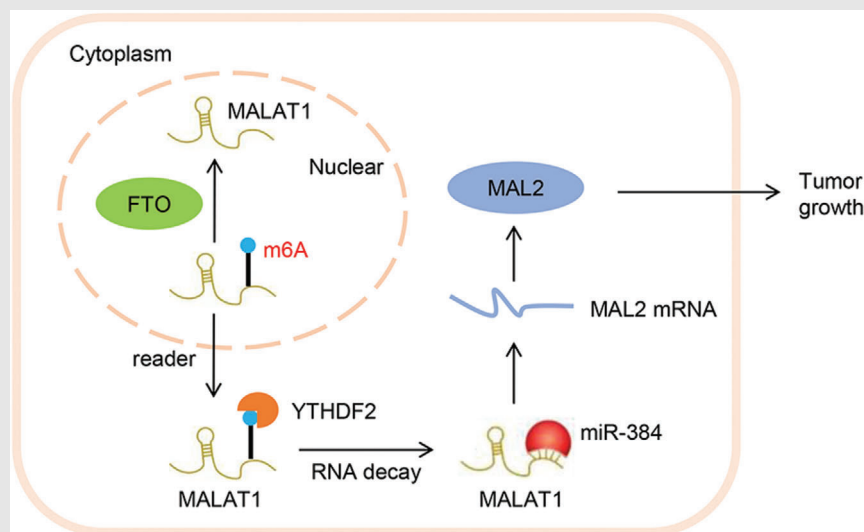 Cytoplasm
MALAT1
Nuclear
FTO
m6A
reader
YTHDF2
MALAT1
RNA decay
MAL2
Tumor
growth
MAL2 mRNA
miR-384
MALAT1